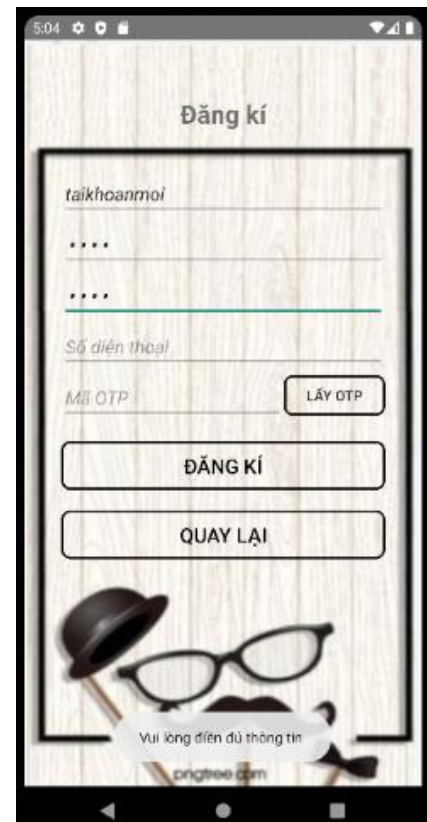 5:04
Đăng kí
taikhoanmoi
....
....
Số điện thoại
Mã OTP
LẤY OTP
ĐĂNG KÍ
QUAY LẠI
Vui lòng điền đủ thông tin
pngtree.com